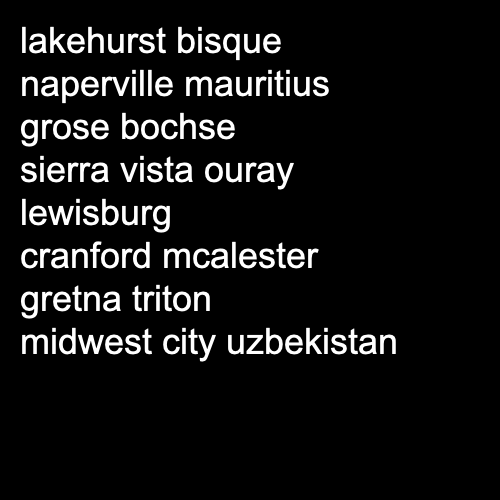 lakehurst bisque
naperville mauritius
grose bochse
sierra vista ouray
lewisburg
cranford mcalester
gretna triton
midwest city uzbekistan